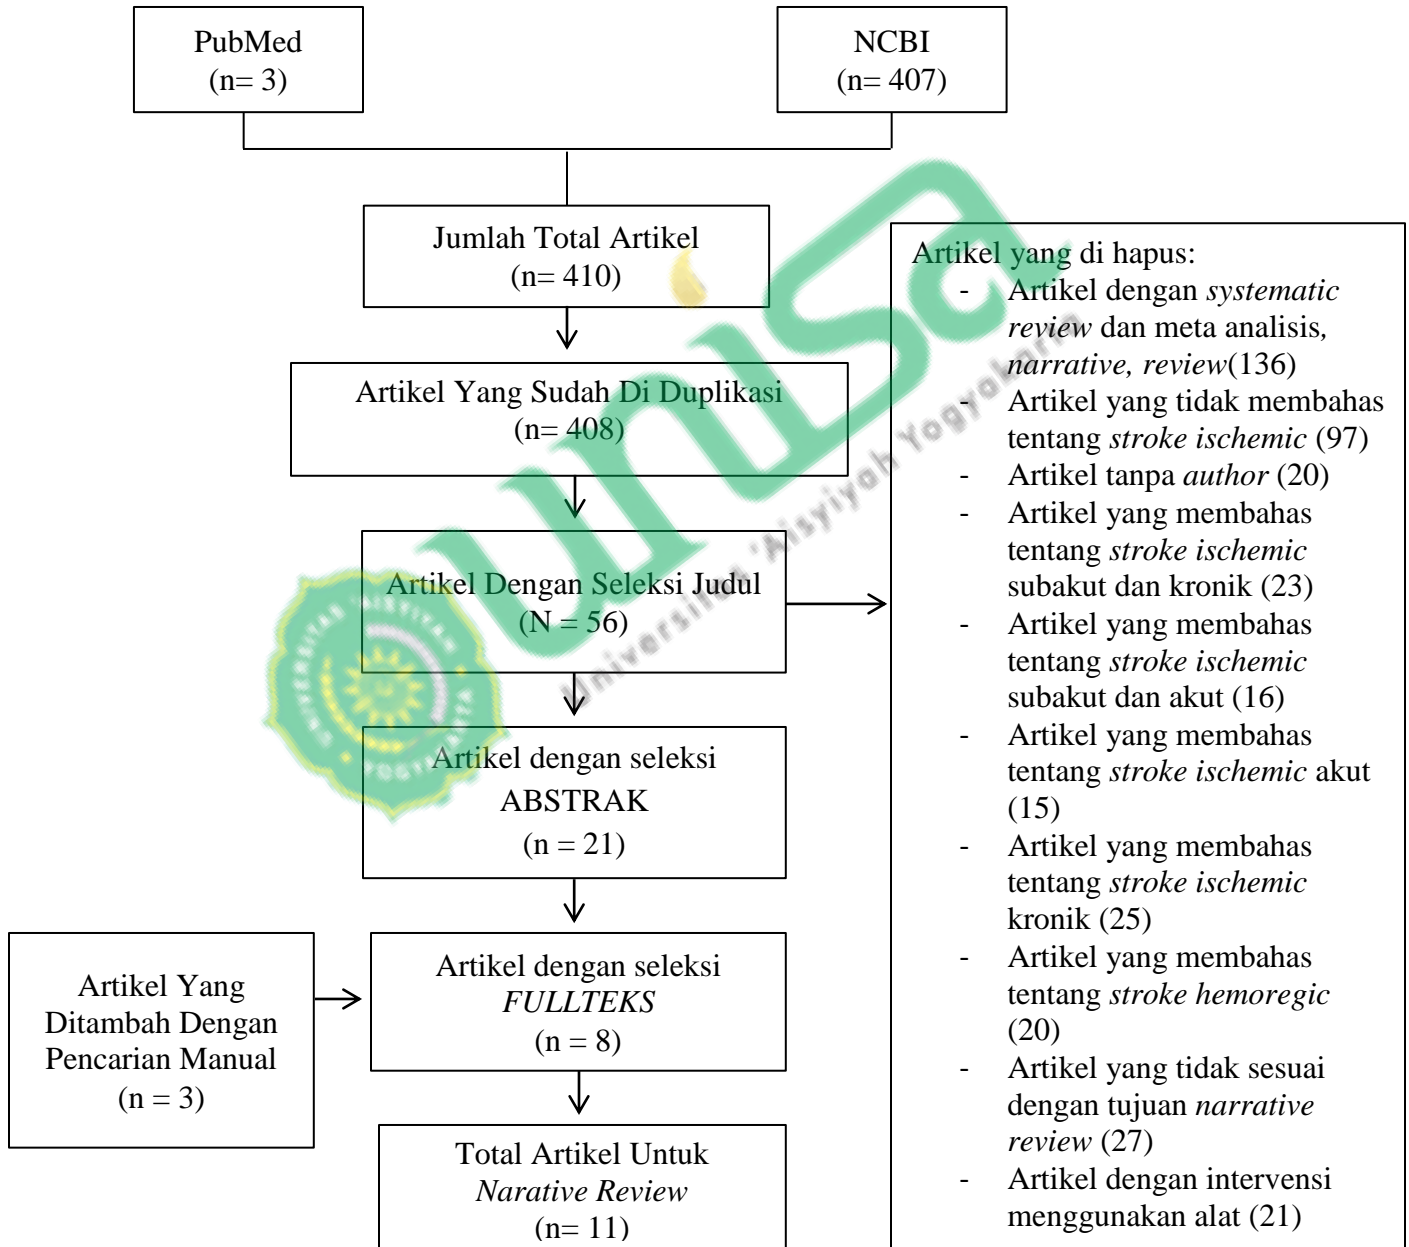 PubMed
(n= 3)
NCBI
(n= 407)
Jumlah Total Artikel
(n= 410)
Artikel Yang Sudah Di Duplikasi
(n= 408)
Artikel Dengan Seleksi Judul
(N = 56)
Artikel dengan seleksi
ABSTRAK
(n = 21)
Artikel Yang
Ditambah Dengan
Pencarian Manual
(n = 3)
Artikel dengan seleksi
FULLTEKS
(n = 8)
Total Artikel Untuk
Narative Review
(n= 11)
Artikel yang di hapus:
- Artikel dengan systematic
review dan meta analisis,
narrative, review(136)
- Artikel yang tidak membahas
tentang stroke ischemic (97)
- Artikel tanpa author (20)
- Artikel yang membahas
tentang stroke ischemic
subakut dan kronik (23)
- Artikel yang membahas
tentang stroke ischemic
subakut dan akut (16)
- Artikel yang membahas
tentang stroke ischemic akut
(15)
- Artikel yang membahas
tentang stroke ischemic
kronik (25)
- Artikel yang membahas
tentang stroke hemoregic
(20)
- Artikel yang tidak sesuai
dengan tujuan narrative
review (27)
- Artikel dengan intervensi
menggunakan alat (21)
unisa
Universitas 'Aisyiyah Yogyakarta
UNIVERSITAS 'AISYIYAH
YOGYAKARTA